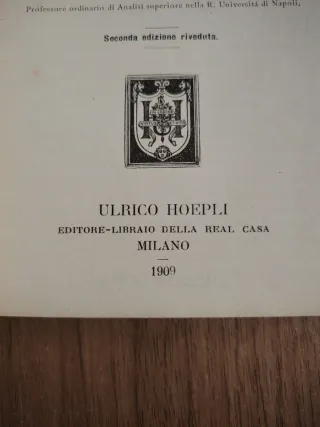 Professore ordinario di Analisi superiore nella R. Università di Napoli,
Seconda edizione riveduta.
ULRICO HOEPLI
EDITORE-LIBRAIO DELLA REAL CASA
MILANO
1909